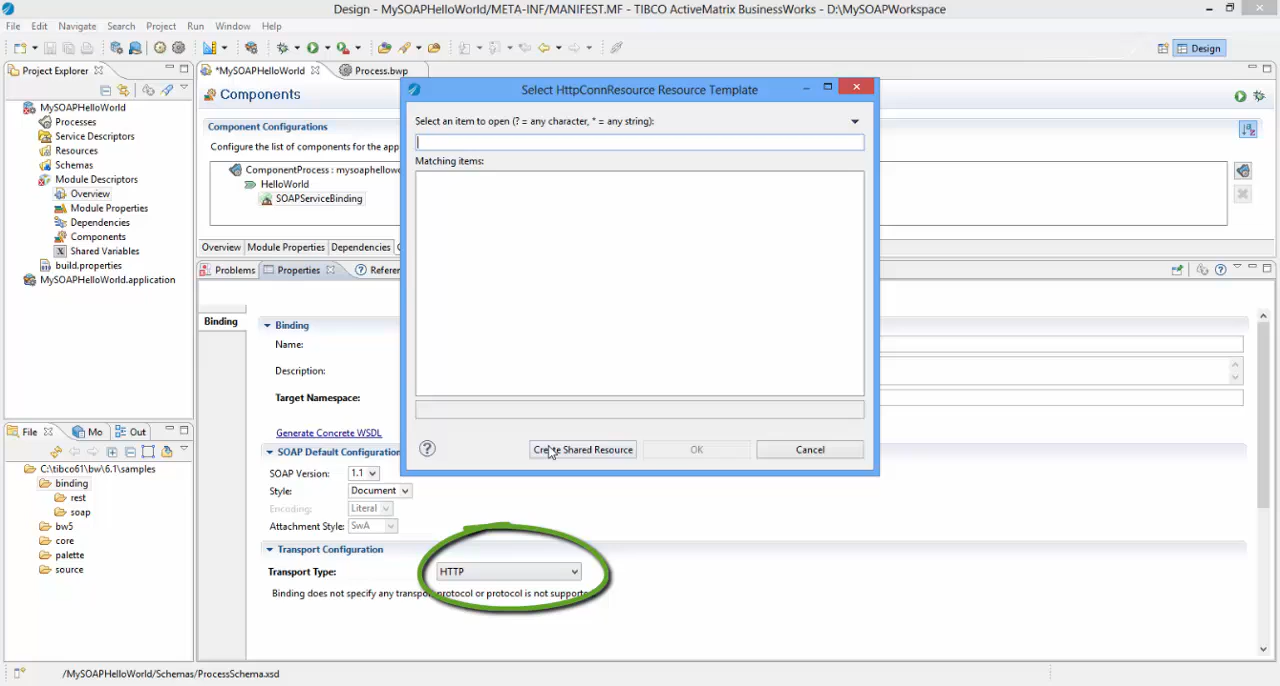 Design - MySOAPHelloWorld/META-INF/MANIFEST.MF - TIBCO ActiveMatrix BusinessWorks - D:\MySOAPWorkspace
File Edit Navigate Search Project Run Window Help
Design
Project Explorer
MySOAPHelloWorld
Processes
Service Descriptors
Resources
Schemas
Module Descriptors
Overview
Module Properties
Dependencies
Components
Shared Variables
build.properties
MySOAPHelloWorld.application
*MySOAPHelloWorld
Process.bwp
Components
Component Configurations
Configure the list of components for the app
ComponentProcess : mysoaphellowo
HelloWorld
SOAPServiceBinding
Overview Module Properties Dependencies C
Select HttpConnResource Resource Template
Select an item to open (? = any character, * = any string):
Matching items:
Create Shared Resource
OK
Cancel
Problems Properties Referen
Binding
Binding
Name:
Description:
Target Namespace:
Generate Concrete WSDL
SOAP Default Configuration
SOAP Version: 1.1
Style: Document
Encoding: Literal
Attachment Style: SwA
Transport Configuration
Transport Type: HTTP
Binding does not specify any transport protocol or protocol is not supported
File Mo Out
C:\tibco61\bw\6.1\samples
binding
rest
soap
bw5
core
palette
source
/MySOAPHelloWorld/Schemas/ProcessSchema.xsd